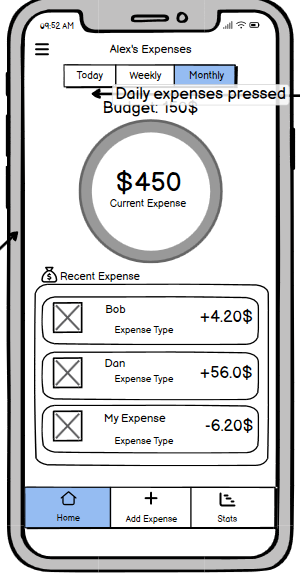 09:52 AM
Alex's Expenses
Today Weekly Monthly
Daily expenses pressed
Budget: 150$
$450
Current Expense
$ Recent Expense
Bob
Expense Type
+4.20$
Dan
Expense Type
+56.0$
My Expense
Expense Type
-6.20$
Home Add Expense Stats